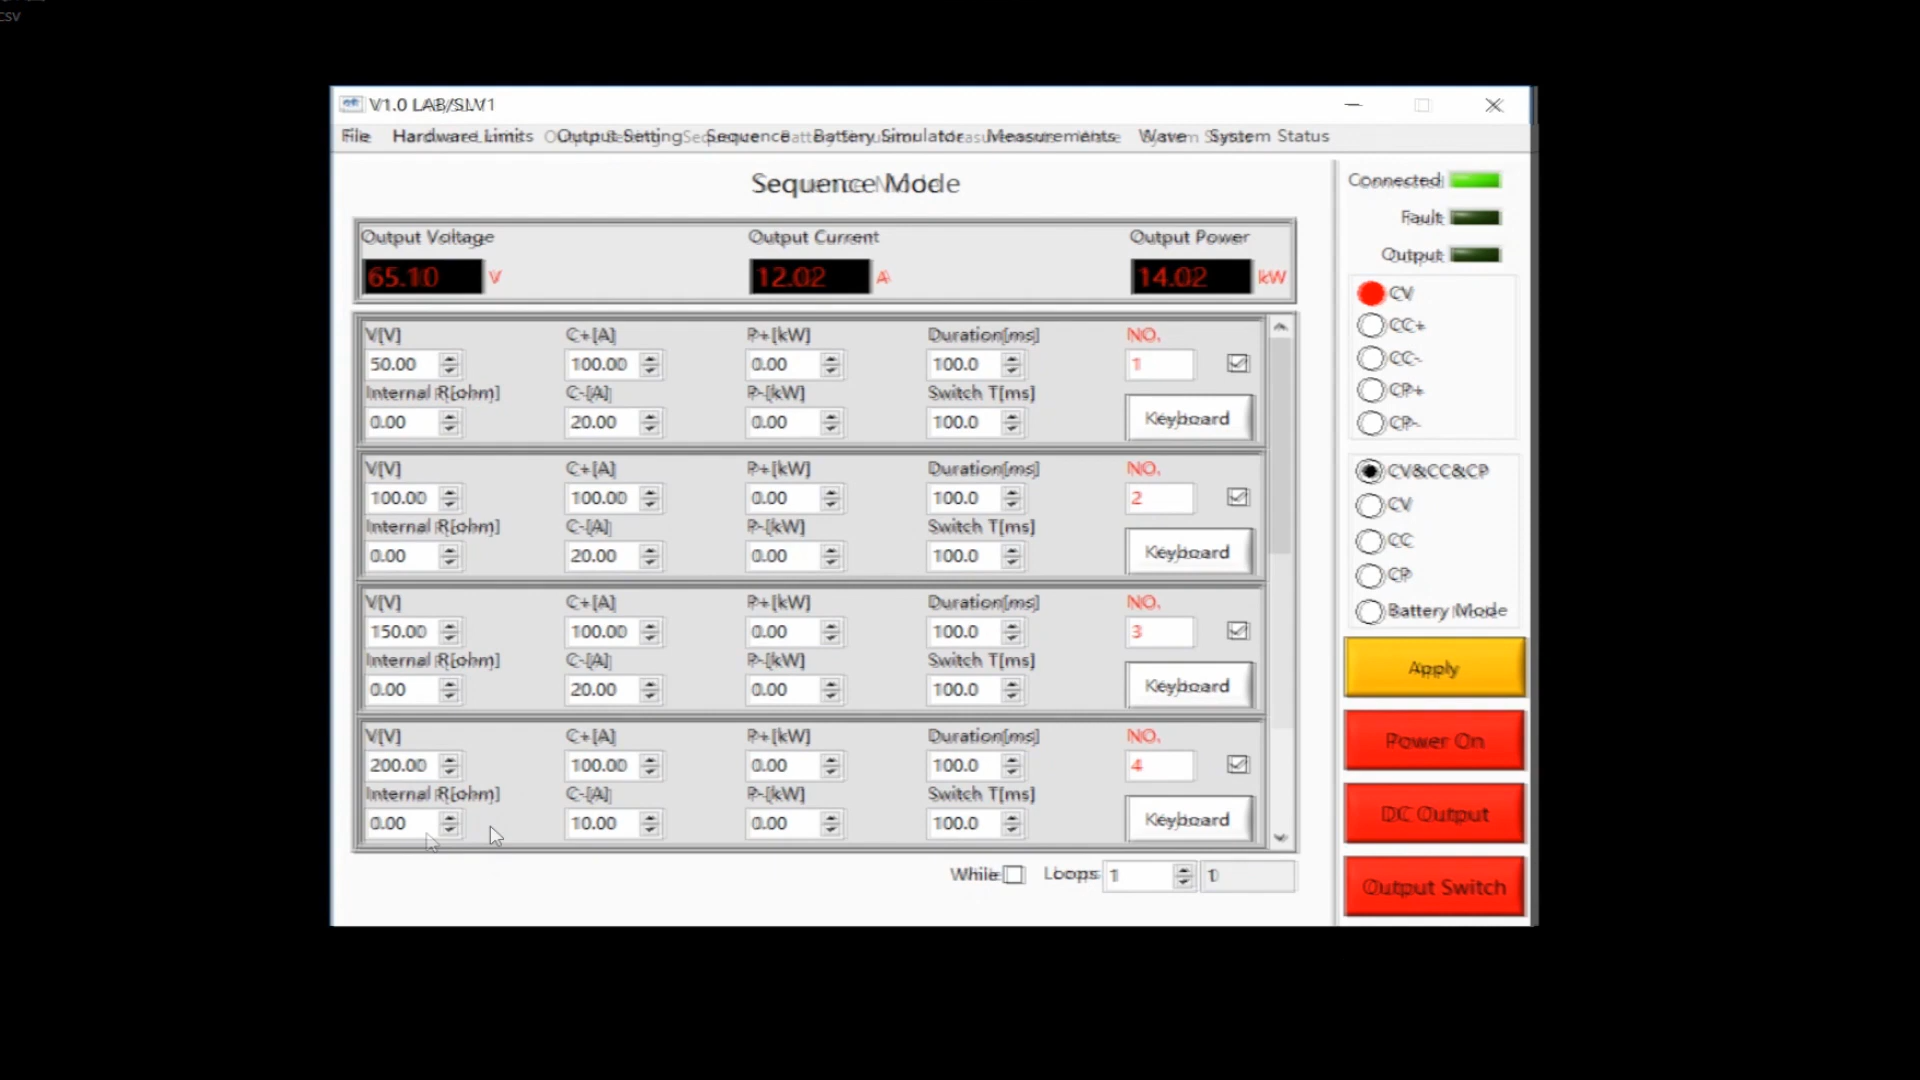 csv
V1.0 LAB/SLV1
File Hardware Limits Output Setting Sequence Battery Simulator Measurements Wave System Status
Sequence Mode
Connected
Fault
Output
Output Voltage Output Current Output Power
65.10 V 12.02 A 14.02 kW
CV
CC+
CC-
CP+
CP-
V[V] C+[A] P+[kW] Duration[ms] NO.
50.00 100.00 0.00 100.0 1
Internal R[ohm] C-[A] P-[kW] Switch T[ms]
0.00 20.00 0.00 100.0 Keyboard
V[V] C+[A] P+[kW] Duration[ms] NO.
100.00 100.00 0.00 100.0 2
Internal R[ohm] C-[A] P-[kW] Switch T[ms]
0.00 20.00 0.00 100.0 Keyboard
V[V] C+[A] P+[kW] Duration[ms] NO.
150.00 100.00 0.00 100.0 3
Internal R[ohm] C-[A] P-[kW] Switch T[ms]
0.00 20.00 0.00 100.0 Keyboard
V[V] C+[A] P+[kW] Duration[ms] NO.
200.00 100.00 0.00 100.0 4
Internal R[ohm] C-[A] P-[kW] Switch T[ms]
0.00 10.00 0.00 100.0 Keyboard
CV&CC&CP
CV
CC
CP
Battery Mode
Apply
Power On
DC Output
Output Switch
While Loops 1